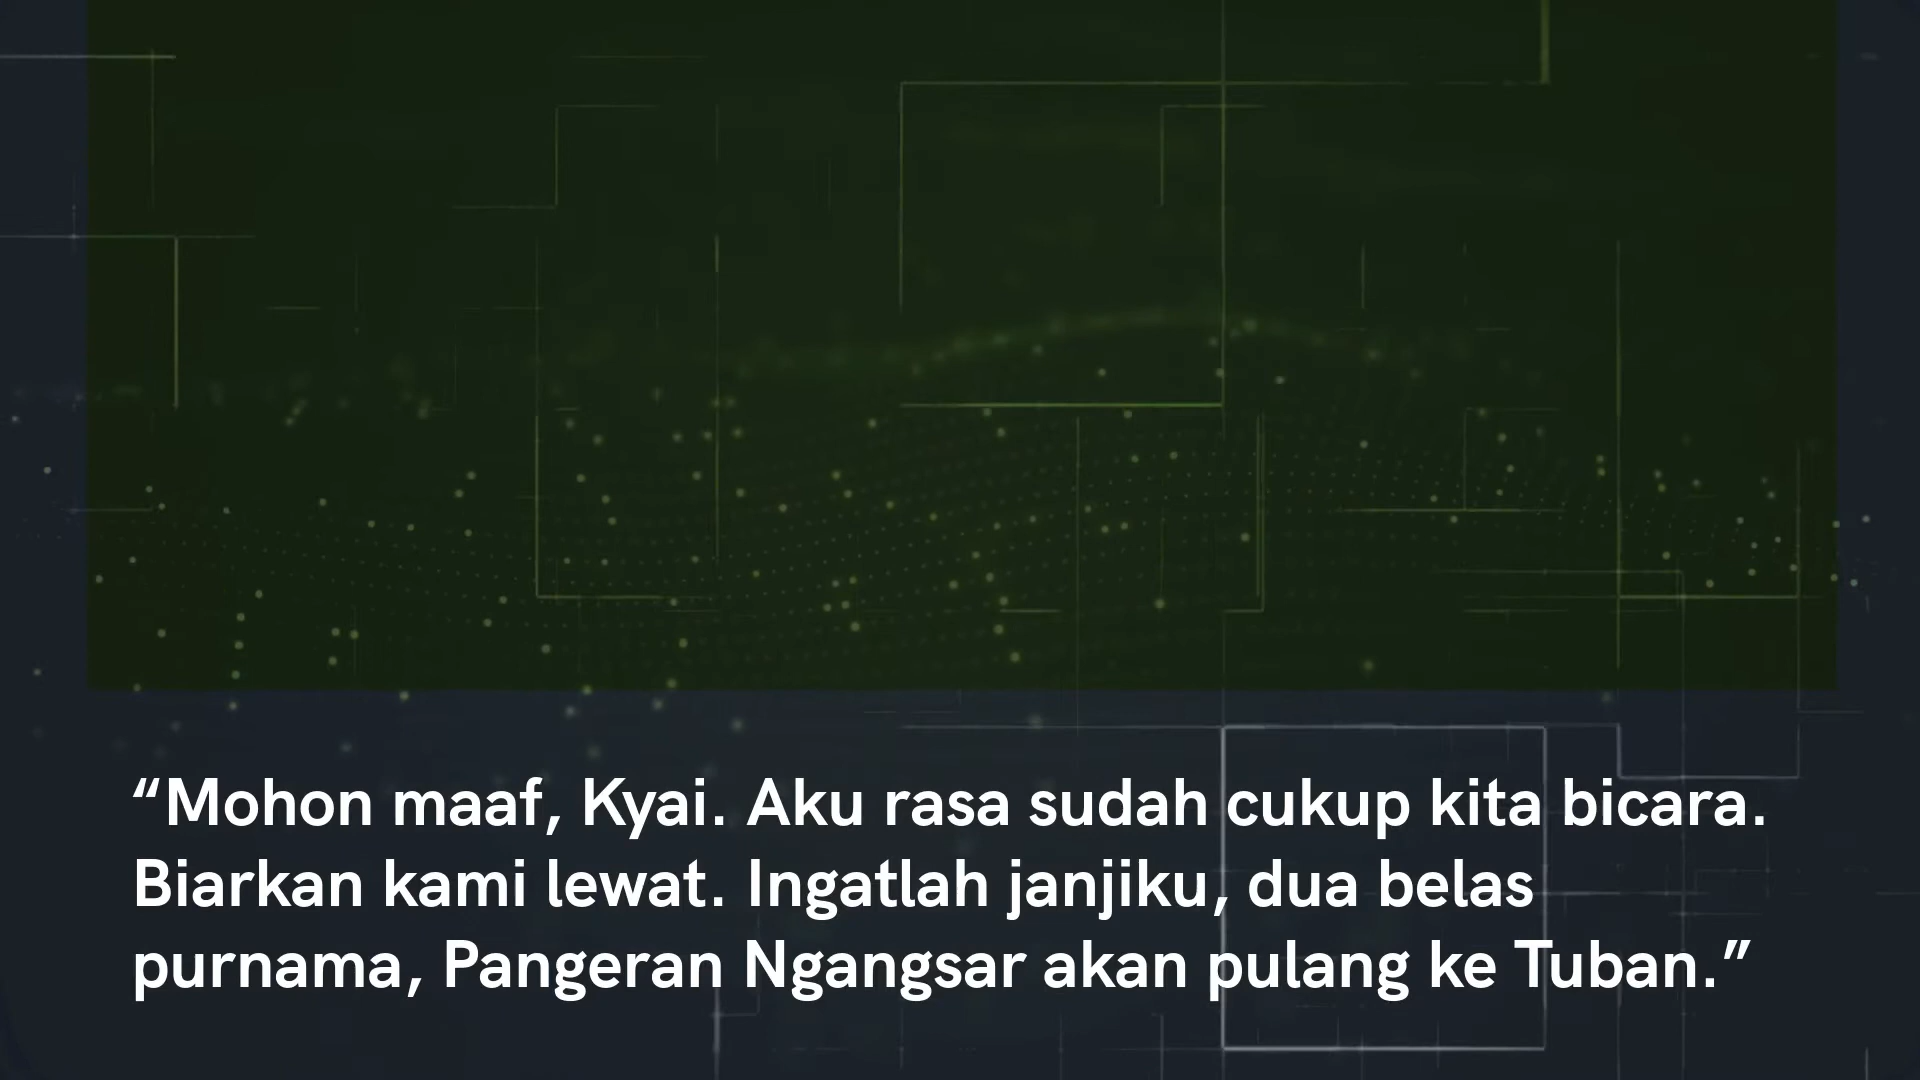 “Mohon maaf, Kyai. Aku rasa sudah cukup kita bicara.
Biarkan kami lewat. Ingatlah janjiku, dua belas
purnama, Pangeran Ngangsar akan pulang ke Tuban.”